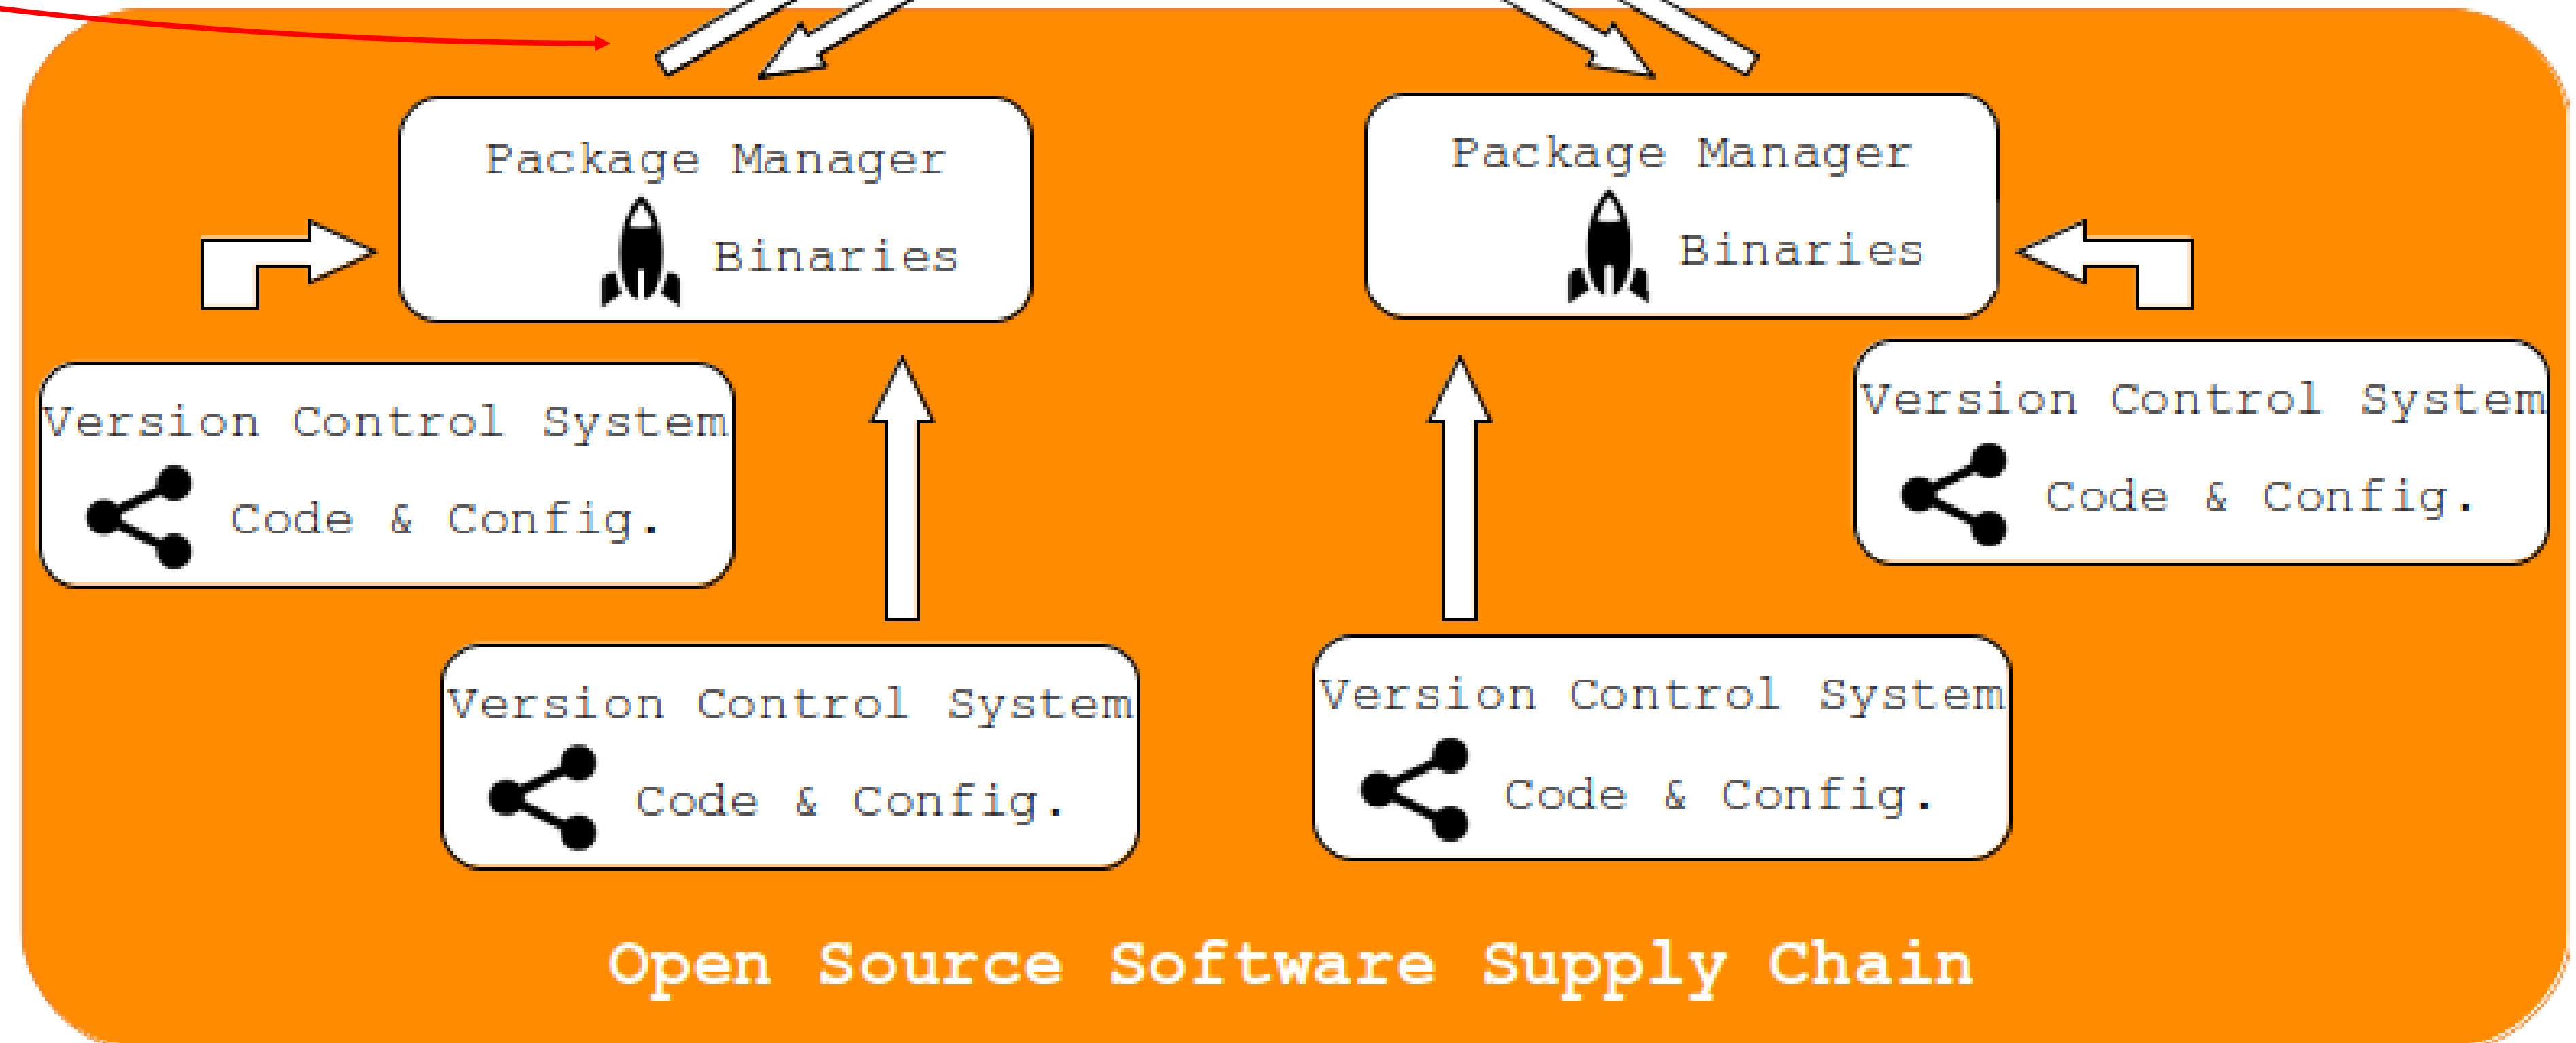 Package Manager
Binaries
Package Manager
Binaries
Version Control System
Code & Config.
Version Control System
Code & Config.
Version Control System
Code & Config.
Version Control System
Code & Config.
Open Source Software Supply Chain